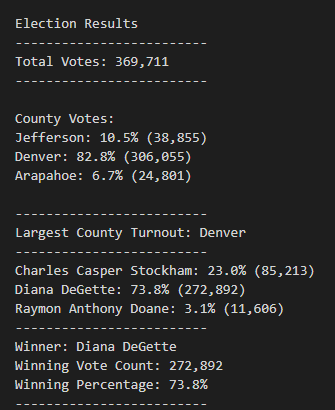 Election Results
-------------------------
Total Votes: 369,711
-------------------------
County Votes:
Jefferson: 10.5% (38,855)
Denver: 82.8% (306,055)
Arapahoe: 6.7% (24,801)
-------------------------
Largest County Turnout: Denver
-------------------------
Charles Casper Stockham: 23.0% (85,213)
Diana DeGette: 73.8% (272,892)
Raymon Anthony Doane: 3.1% (11,606)
-------------------------
Winner: Diana DeGette
Winning Vote Count: 272,892
Winning Percentage: 73.8%
-------------------------